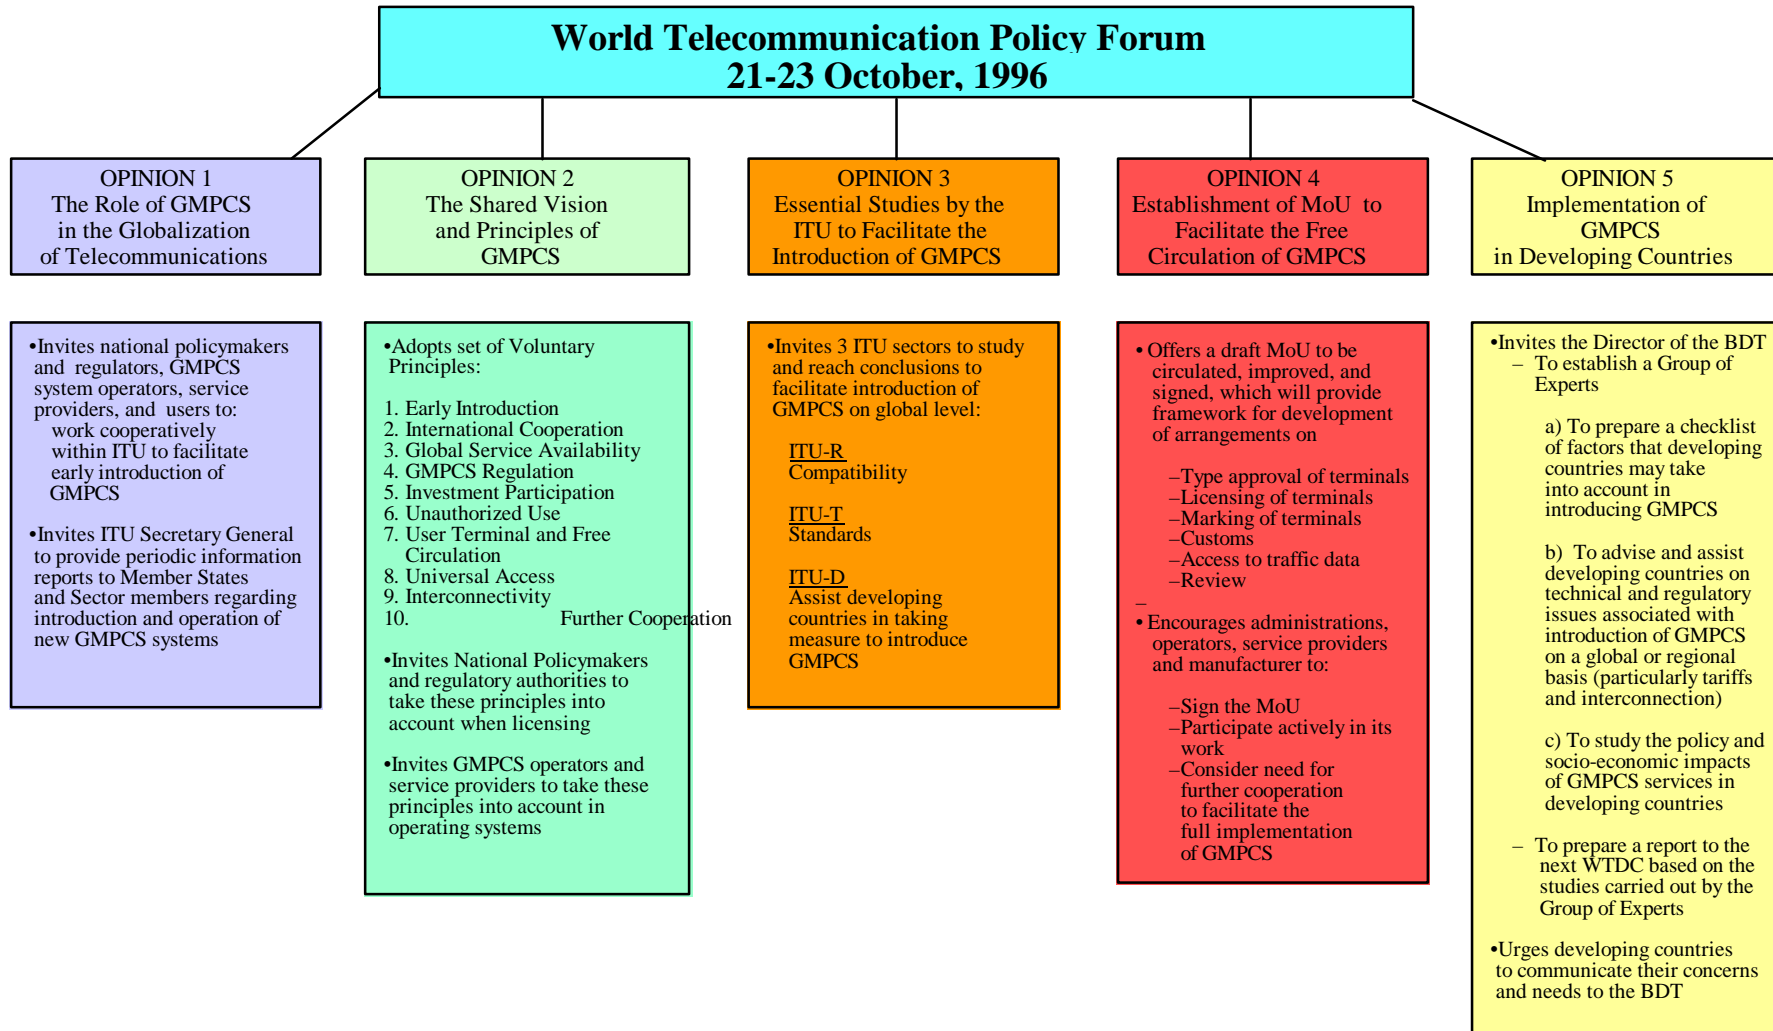 World Telecommunication Policy Forum
21-23 October, 1996
OPINION 1
The Role of GMPCS
in the Globalization
of Telecommunications
OPINION 2
The Shared Vision
and Principles of
GMPCS
OPINION 3
Essential Studies by the
ITU to Facilitate the
Introduction of GMPCS
OPINION 4
Establishment of MoU to
Facilitate the Free
Circulation of GMPCS
OPINION 5
Implementation of
GMPCS
in Developing Countries
•Invites national policymakers
and regulators, GMPCS
system operators, service
providers, and users to:
work cooperatively
within ITU to facilitate
early introduction of
GMPCS
•Invites ITU Secretary General
to provide periodic information
reports to Member States
and Sector members regarding
introduction and operation of
new GMPCS systems
•Adopts set of Voluntary
Principles:
1. Early Introduction
2. International Cooperation
3. Global Service Availability
4. GMPCS Regulation
5. Investment Participation
6. Unauthorized Use
7. User Terminal and Free
Circulation
8. Universal Access
9. Interconnectivity
10. Further Cooperation
•Invites National Policymakers
and regulatory authorities to
take these principles into
account when licensing
•Invites GMPCS operators and
service providers to take these
principles into account in
operating systems
•Invites 3 ITU sectors to study
and reach conclusions to
facilitate introduction of
GMPCS on global level:
ITU-R
Compatibility
ITU-T
Standards
ITU-D
Assist developing
countries in taking
measure to introduce
GMPCS
• Offers a draft MoU to be
circulated, improved, and
signed, which will provide
framework for development
of arrangements on
–Type approval of terminals
–Licensing of terminals
–Marking of terminals
–Customs
–Access to traffic data
–Review
–
• Encourages administrations,
operators, service providers
and manufacturer to:
–Sign the MoU
–Participate actively in its
work
–Consider need for
further cooperation
to facilitate the
full implementation
of GMPCS
•Invites the Director of the BDT
– To establish a Group of
Experts
a) To prepare a checklist
of factors that developing
countries may take
into account in
introducing GMPCS
b) To advise and assist
developing countries on
technical and regulatory
issues associated with
introduction of GMPCS
on a global or regional
basis (particularly tariffs
and interconnection)
c) To study the policy and
socio-economic impacts
of GMPCS services in
developing countries
– To prepare a report to the
next WTDC based on the
studies carried out by the
Group of Experts
•Urges developing countries
to communicate their concerns
and needs to the BDT